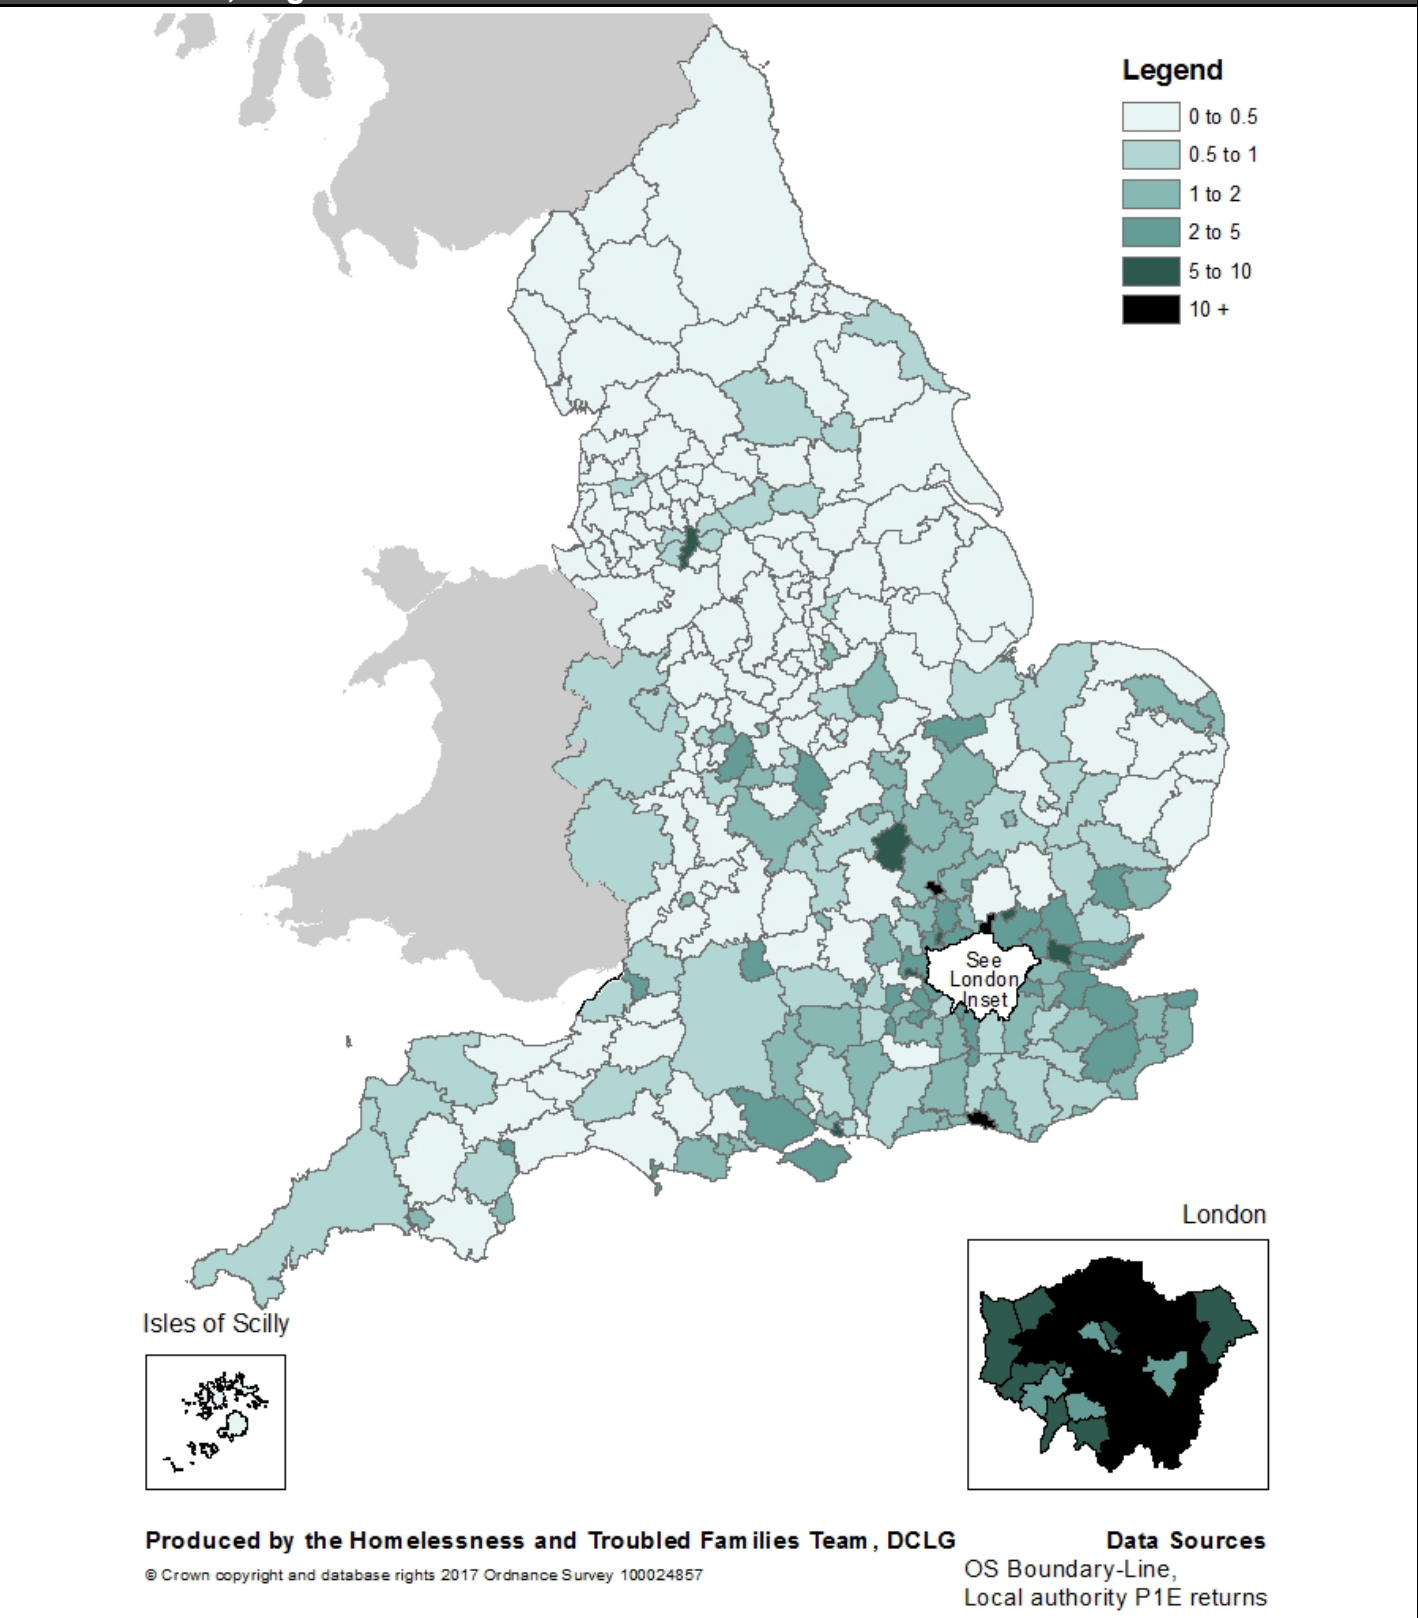 Legend
0 to 0.5
0.5 to 1
1 to 2
2 to 5
5 to 10
10 +
See
London
Inset
London
Isles of Scilly
Produced by the Homelessness and Troubled Families Team, DCLG
© Crown copyright and database rights 2017 Ordnance Survey 100024857
Data Sources
OS Boundary-Line,
Local authority P1E returns